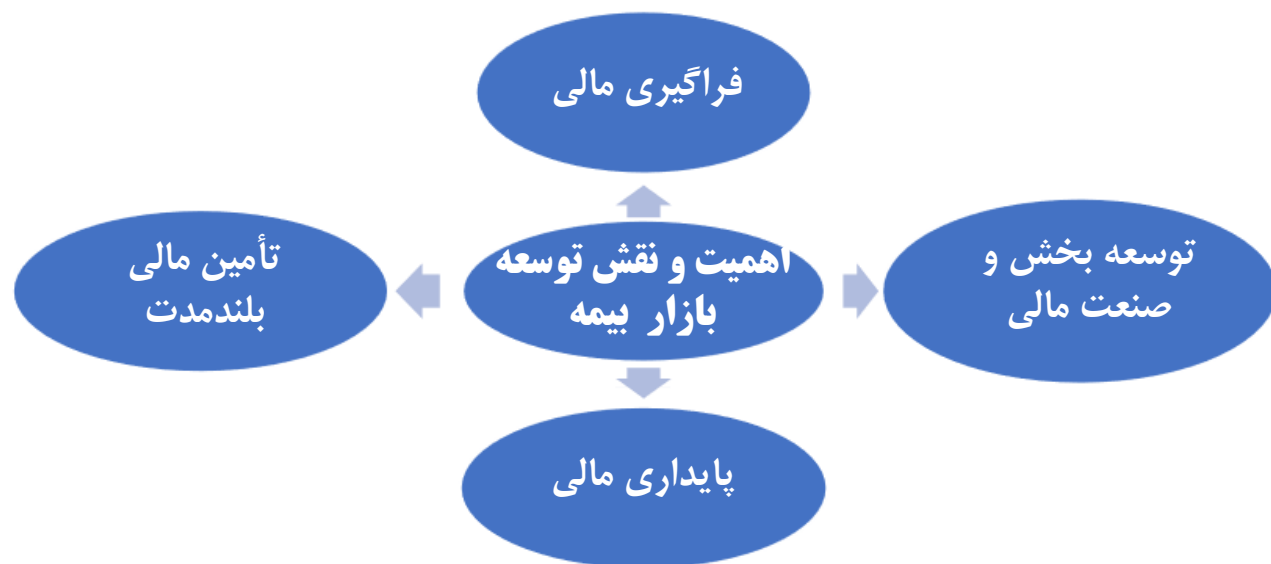 فراگیری مالی
توسعه بخش و
صنعت مالی
اهمیت و نقش توسعه
بازار بیمه
تأمین مالی
بلندمدت
پایداری مالی